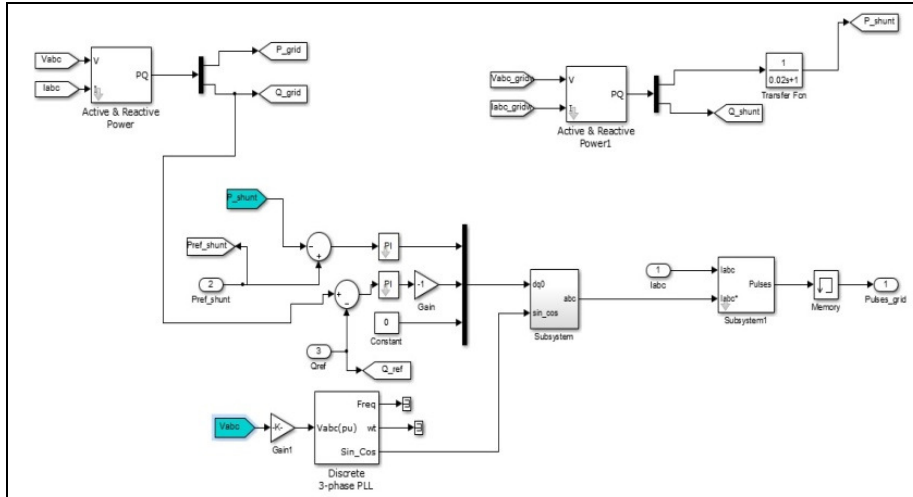 P_shunt
Vabc
V
PQ
Iabc
Active & Reactive
Power
P_grid
Q_grid
V
PQ
I
Active & Reactive
Power1
1
0.02s+1
Transfer Fcn
Q_shunt
P_shunt
Pref_shunt
2
Pref_shunt
PI
PI
-1
Gain
0
Constant
3
Qref
Q_ref
dq0
abc
sin_cos
Subsystem
1
Iabc
Iabc
Pulses
Iabc*
Subsystem1
Memory
1
Pulses_grid
Vabc
-K-
Gain1
Freq
Vabc(pu)
wt
Sin_Cos
Discrete
3-phase PLL